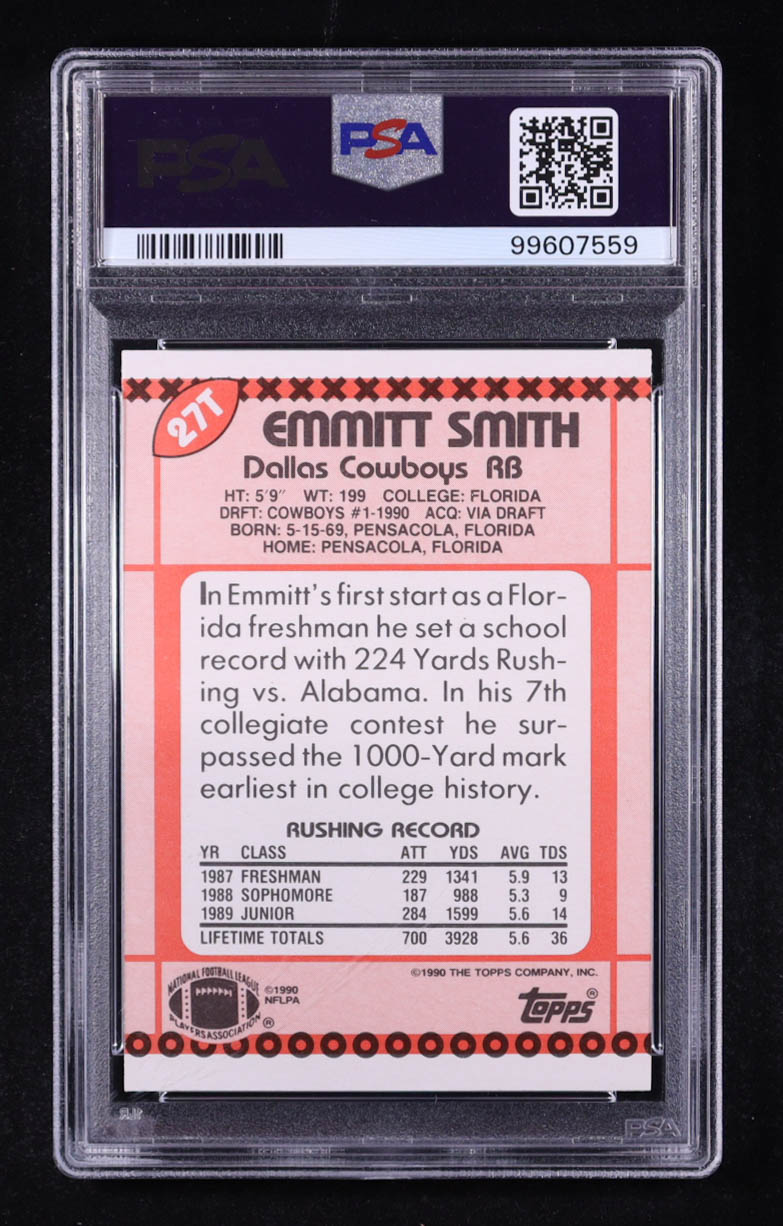 PSA
PSA
99607559
27T
EMMITT SMITH
Dallas Cowboys RB
HT: 5'9" WT: 199 COLLEGE: FLORIDA
DRFT: COWBOYS #1-1990 ACQ: VIA DRAFT
BORN: 5-15-69, PENSACOLA, FLORIDA
HOME: PENSACOLA, FLORIDA
In Emmitt's first start as a Flor-
ida freshman he set a school
record with 224 Yards Rush-
ing vs. Alabama. In his 7th
collegiate contest he sur-
passed the 1000-Yard mark
earliest in college history.
RUSHING RECORD
YR CLASS ATT YDS AVG TDS
1987 FRESHMAN 229 1341 5.9 13
1988 SOPHOMORE 187 988 5.3 9
1989 JUNIOR 284 1599 5.6 14
LIFETIME TOTALS 700 3928 5.6 36
©1990 THE TOPPS COMPANY, INC.
NATIONAL FOOTBALL LEAGUE
PLAYERS ASSOCIATION ®
©1990
NFLPA
topps®
PSA